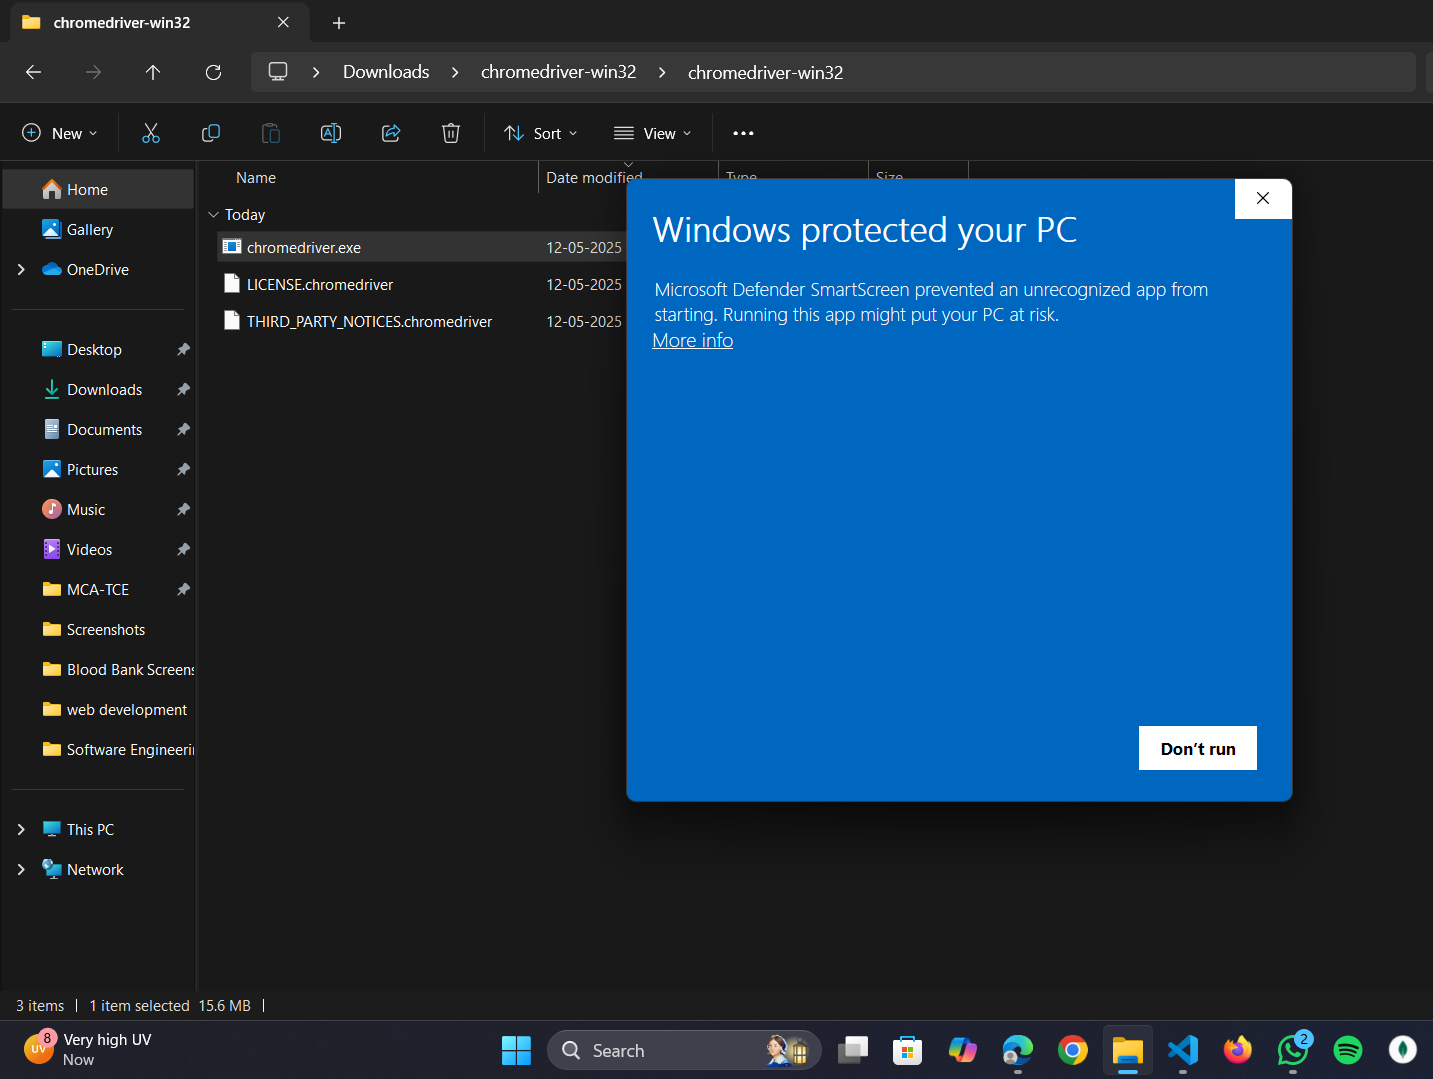 chromedriver-win32
Downloads > chromedriver-win32 > chromedriver-win32
New
Sort
View
Name
Date modified
Type
Size
Home
Gallery
OneDrive
Desktop
Downloads
Documents
Pictures
Music
Videos
MCA-TCE
Screenshots
Blood Bank Screens
web development
Software Engineeri
This PC
Network
Today
chromedriver.exe 12-05-2025
LICENSE.chromedriver 12-05-2025
THIRD_PARTY_NOTICES.chromedriver 12-05-2025
Windows protected your PC
Microsoft Defender SmartScreen prevented an unrecognized app from
starting. Running this app might put your PC at risk.
More info
Don't run
3 items | 1 item selected 15.6 MB |
UV 8
Very high UV
Now
Search
2